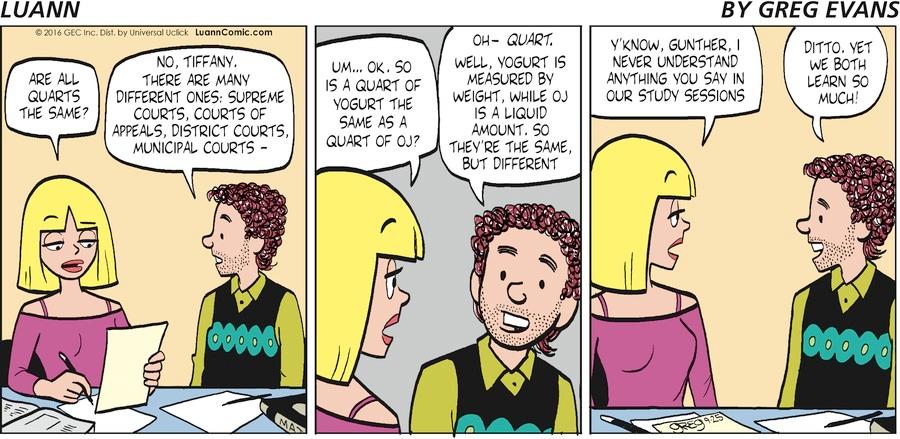 LUANN
BY GREG EVANS
© 2016 GEC Inc. Dist. by Universal Uclick LuannComic.com
ARE ALL
QUARTS
THE SAME?
NO, TIFFANY.
THERE ARE MANY
DIFFERENT ONES: SUPREME
COURTS, COURTS OF
APPEALS, DISTRICT COURTS,
MUNICIPAL COURTS –
UM... OK. SO
IS A QUART OF
YOGURT THE
SAME AS A
QUART OF OJ?
OH- QUART.
WELL, YOGURT IS
MEASURED BY
WEIGHT, WHILE OJ
IS A LIQUID
AMOUNT. SO
THEY'RE THE SAME,
BUT DIFFERENT
Y'KNOW, GUNTHER, I
NEVER UNDERSTAND
ANYTHING YOU SAY IN
OUR STUDY SESSIONS
DITTO. YET
WE BOTH
LEARN SO
MUCH!
MAT
GREG 9.25